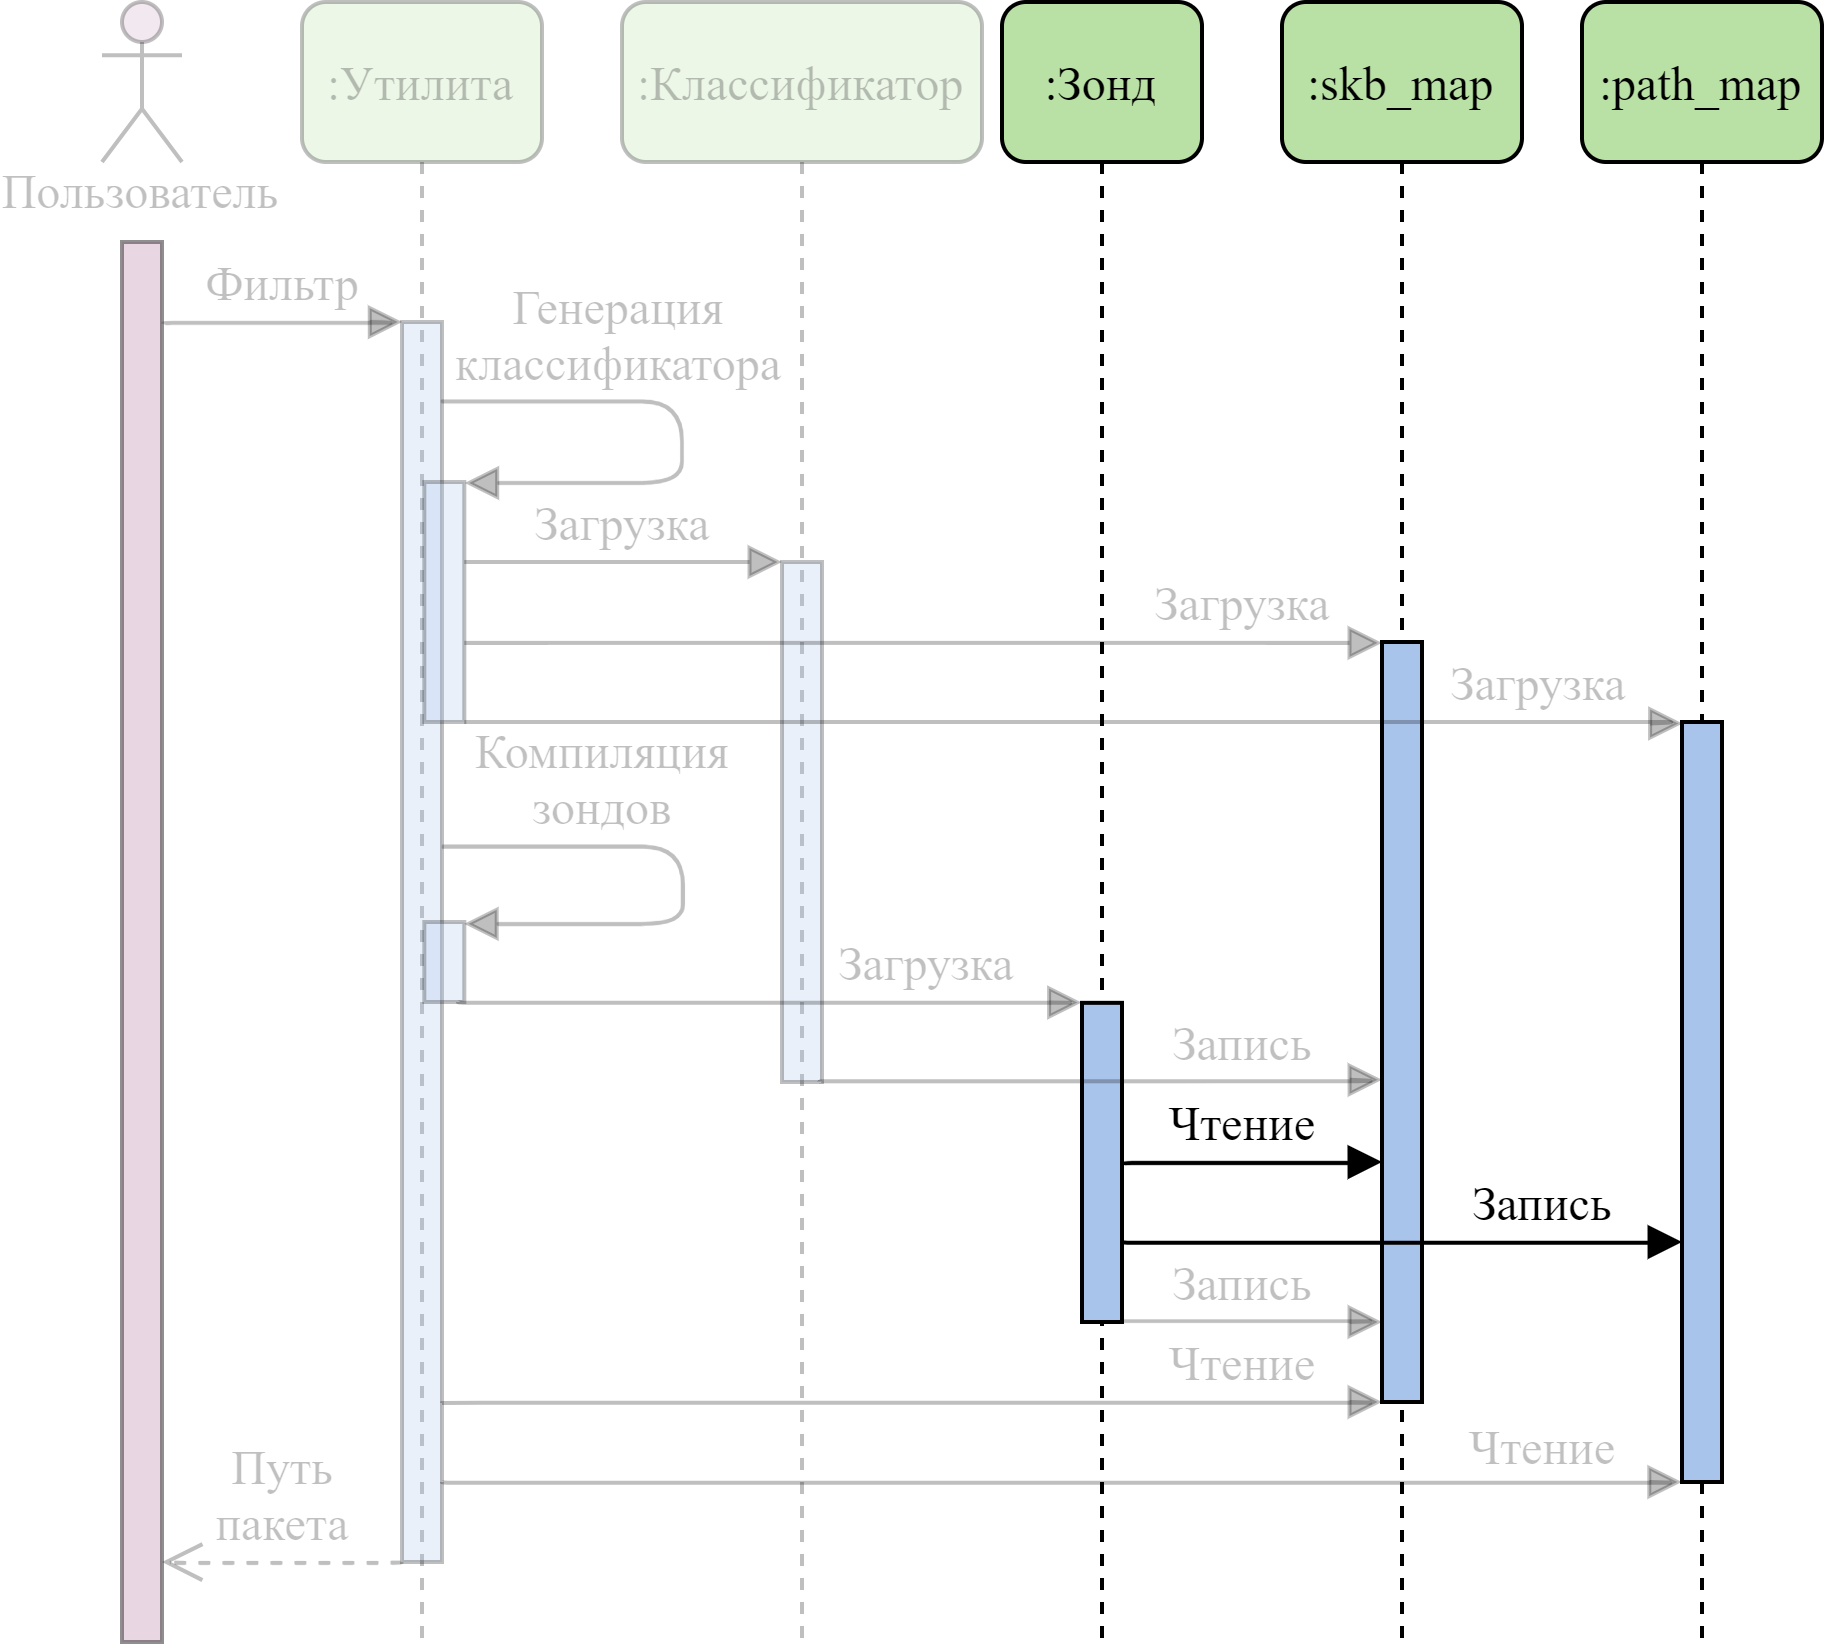 :Утилита
:Классификатор
:Зонд
:skb_map
:path_map
Пользователь
Фильтр
Генерация
классификатора
Загрузка
Загрузка
Загрузка
Компиляция
зондов
Загрузка
Запись
Чтение
Запись
Запись
Чтение
Чтение
Путь
пакета